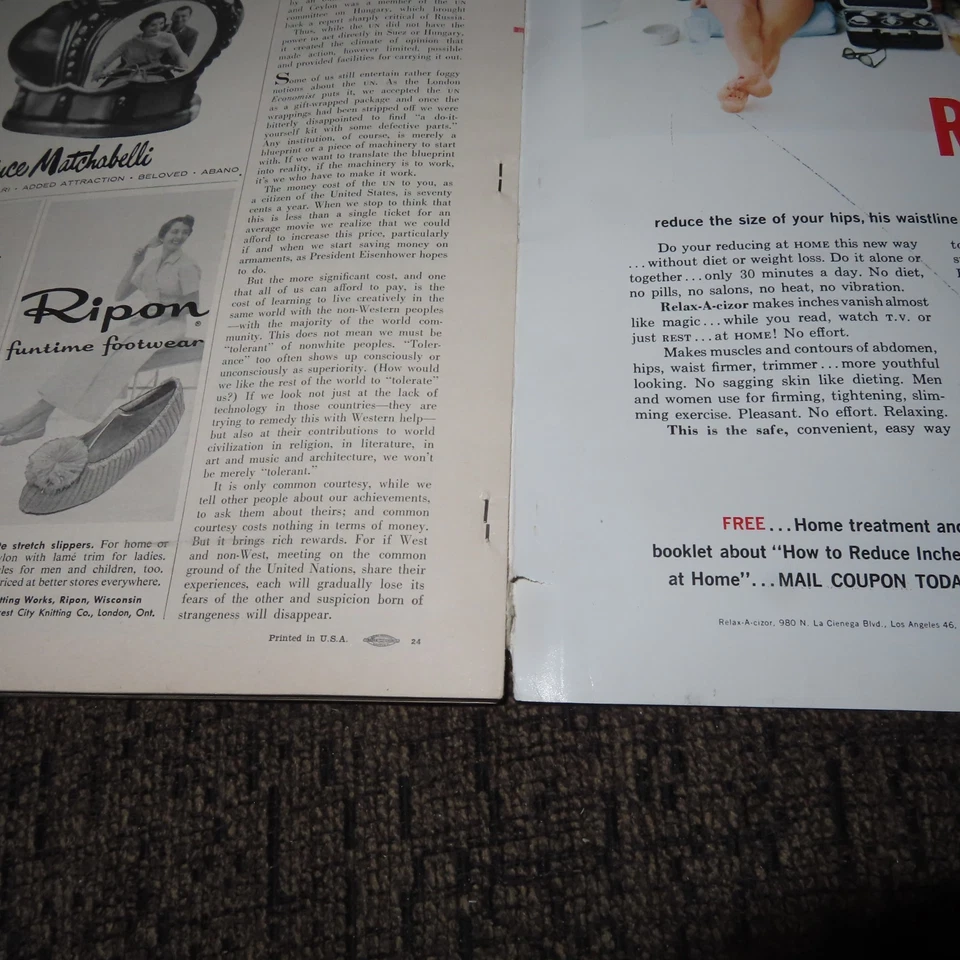 uce Matchabelli
RI • ADDED ATTRACTION • BELOVED • ABANO
Ripon®
funtime footwear
te stretch slippers. For home or
ylon with lamé trim for ladies.
les for men and children, too.
riced at better stores everywhere.
tting Works, Ripon, Wisconsin
rest City Knitting Co., London, Ont.
and Ceylon was a member of the UN
committee on Hungary, which brought
back a report sharply critical of Russia.
Thus, while the UN did not have the
power to act directly in Suez or Hungary,
it created the climate of opinion that
made action, however limited, possible
and provided facilities for carrying it out.
Some of us still entertain rather foggy
notions about the UN. As the London
Economist puts it, we accepted the UN
as a gift-wrapped package and once the
wrappings had been stripped off we were
bitterly disappointed to find "a do-it-
yourself kit with some defective parts."
Any institution, of course, is merely a
blueprint or a piece of machinery to start
with. If we want to translate the blueprint
into reality, if the machinery is to work,
it's we who have to make it work.
The money cost of the UN to you, as
a citizen of the United States, is seventy
cents a year. When we stop to think that
this is less than a single ticket for an
average movie we realize that we could
afford to increase this price, particularly
if and when we start saving money on
armaments, as President Eisenhower hopes
to do.
But the more significant cost, and one
that all of us can afford to pay, is the
cost of learning to live creatively in the
same world with the non-Western peoples
—with the majority of the world com-
munity. This does not mean we must be
"tolerant" of nonwhite peoples. "Toler-
ance" too often shows up consciously or
unconsciously as superiority. (How would
we like the rest of the world to "tolerate"
us?) If we look not just at the lack of
technology in those countries—they are
trying to remedy this with Western help—
but also at their contributions to world
civilization in religion, in literature, in
art and music and architecture, we won't
be merely "tolerant."
It is only common courtesy, while we
tell other people about our achievements,
to ask them about theirs; and common
courtesy costs nothing in terms of money.
But it brings rich rewards. For if West
and non-West, meeting on the common
ground of the United Nations, share their
experiences, each will gradually lose its
fears of the other and suspicion born of
strangeness will disappear.
Printed in U.S.A. 24
R
reduce the size of your hips, his waistline
Do your reducing at HOME this new way
...without diet or weight loss. Do it alone or
together...only 30 minutes a day. No diet,
no pills, no salons, no heat, no vibration.
Relax-A-cizor makes inches vanish almost
like magic...while you read, watch T.V. or
just REST...at HOME! No effort.
Makes muscles and contours of abdomen,
hips, waist firmer, trimmer...more youthful
looking. No sagging skin like dieting. Men
and women use for firming, tightening, slim-
ming exercise. Pleasant. No effort. Relaxing.
This is the safe, convenient, easy way
to
FREE...Home treatment and
booklet about "How to Reduce Inche
at Home"...MAIL COUPON TODA
Relax-A-cizor, 980 N. La Cienega Blvd., Los Angeles 46,